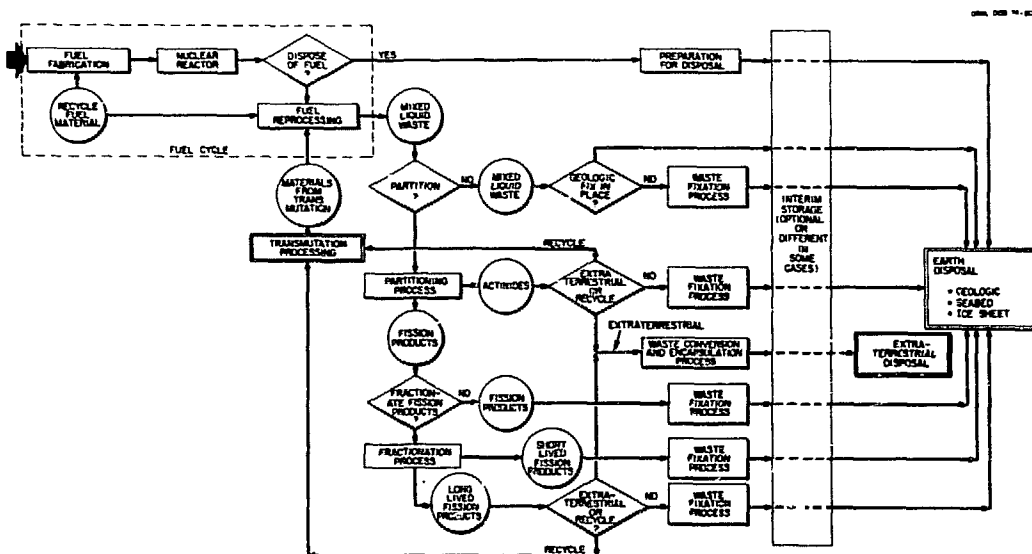 FUEL
FABRICATION
NUCLEAR
REACTOR
DISPOSE
OF FUEL
?
YES
PREPARATION
FOR DISPOSAL
RECYCLE
FUEL
MATERIAL
FUEL
REPROCESSING
MIXED
LIQUID
WASTE
FUEL CYCLE
MATERIALS
FROM
TRANS
MUTATION
PARTITION
?
NO
MIXED
LIQUID
WASTE
GEOLOGIC
FIX IN
PLACE
?
NO
WASTE
FIXATION
PROCESS
INTERIM
STORAGE
(OPTIONAL
OR
DIFFERENT
IN
SOME
CASES)
RECYCLE
TRANSMUTATION
PROCESSING
PARTITIONING
PROCESS
ACTINIDES
EXTRA
TERRESTRIAL
OR
RECYCLE
?
NO
WASTE
FIXATION
PROCESS
EARTH
DISPOSAL
• GEOLOGIC
• SEABED
• ICE SHEET
FISSION
PRODUCTS
EXTRATERRESTRIAL
WASTE CONVERSION
AND ENCAPSULATION
PROCESS
EXTRA-
TERRESTRIAL
DISPOSAL
FRACTION-
ATE FISSION
PRODUCTS
?
NO
FISSION
PRODUCTS
WASTE
FIXATION
PROCESS
FRACTIONATION
PROCESS
SHORT
LIVED
FISSION
PRODUCTS
WASTE
FIXATION
PROCESS
LONG
LIVED
FISSION
PRODUCTS
EXTRA-
TERRESTRIAL
OR
RECYCLE
?
NO
WASTE
FIXATION
PROCESS
RECYCLE